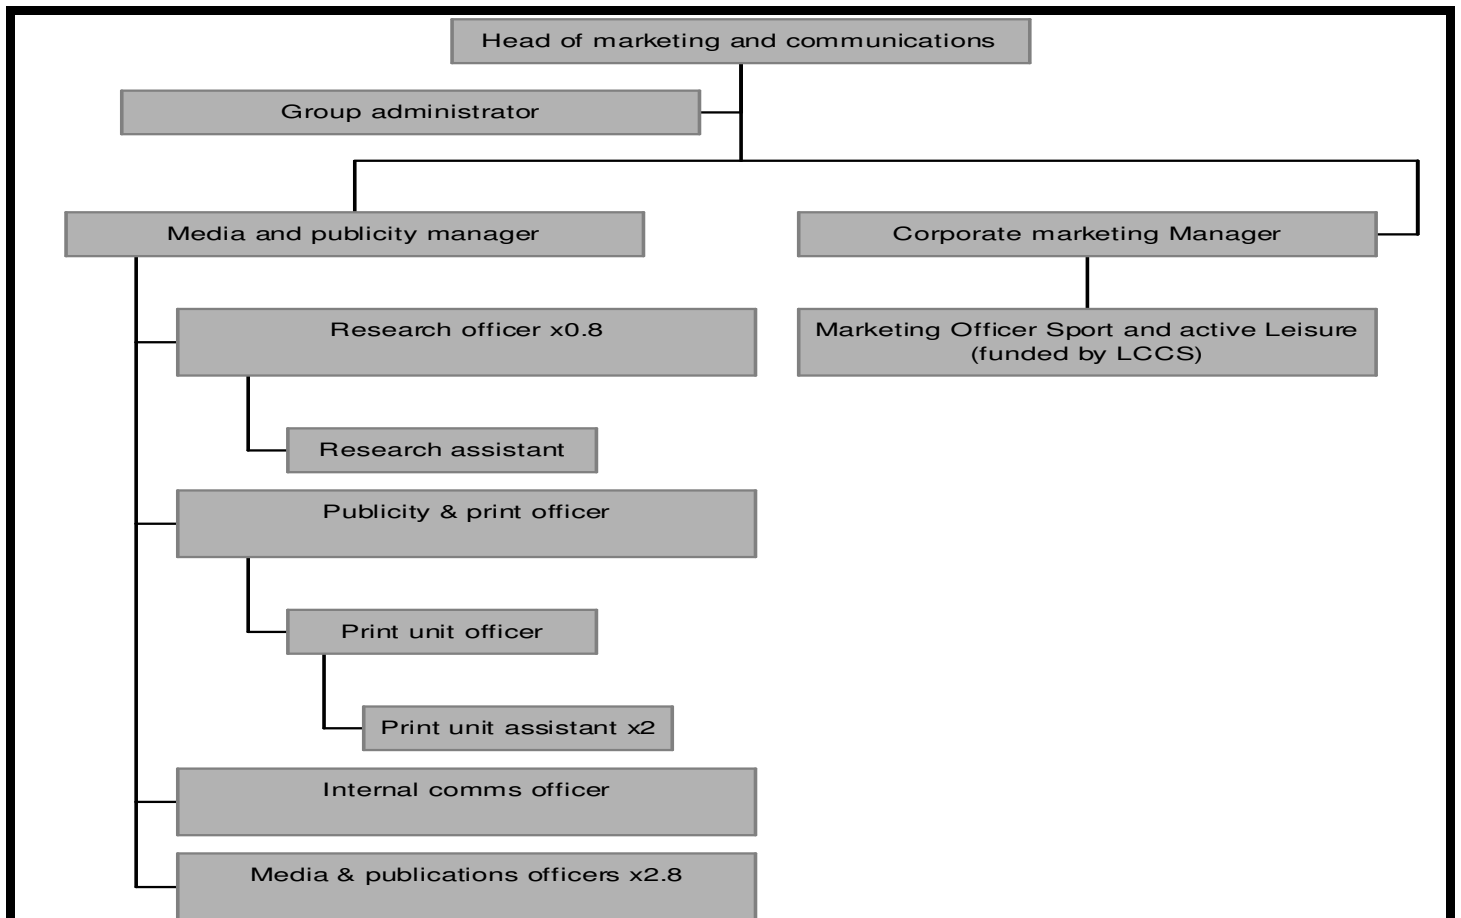 Head of marketing and communications
Group administrator
Media and publicity manager
Corporate marketing Manager
Research officer x0.8
Marketing Officer Sport and active Leisure
(funded by LCCS)
Research assistant
Publicity & print officer
Print unit officer
Print unit assistant x2
Internal comms officer
Media & publications officers x2.8